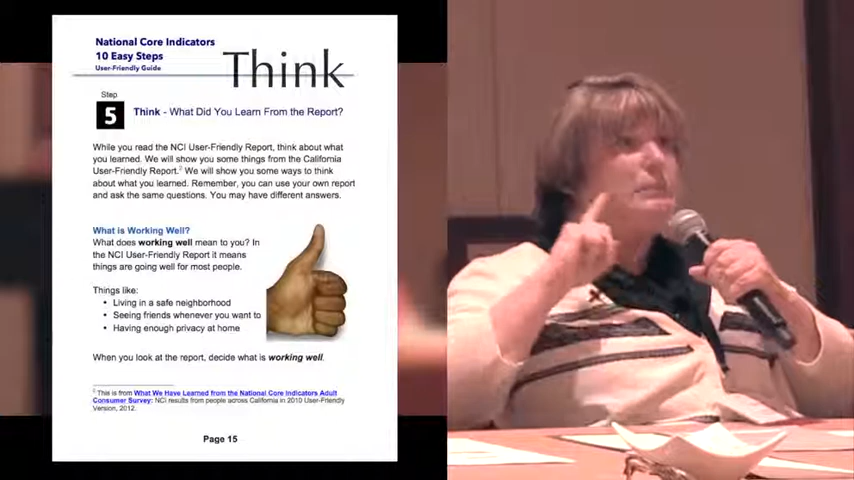 National Core Indicators
10 Easy Steps
User-Friendly Guide
Think
Step
5
Think - What Did You Learn From the Report?
While you read the NCI User-Friendly Report, think about what
you learned. We will show you some things from the California
User-Friendly Report.² We will show you some ways to think
about what you learned. Remember, you can use your own report
and ask the same questions. You may have different answers.
What is Working Well?
What does working well mean to you? In
the NCI User-Friendly Report it means
things are going well for most people.
Things like:
• Living in a safe neighborhood
• Seeing friends whenever you want to
• Having enough privacy at home
When you look at the report, decide what is working well.
This is from What We Have Learned from the National Core Indicators Adult
Consumer Survey: NCI results from people across California in 2010 User-Friendly
Version, 2012.
Page 15